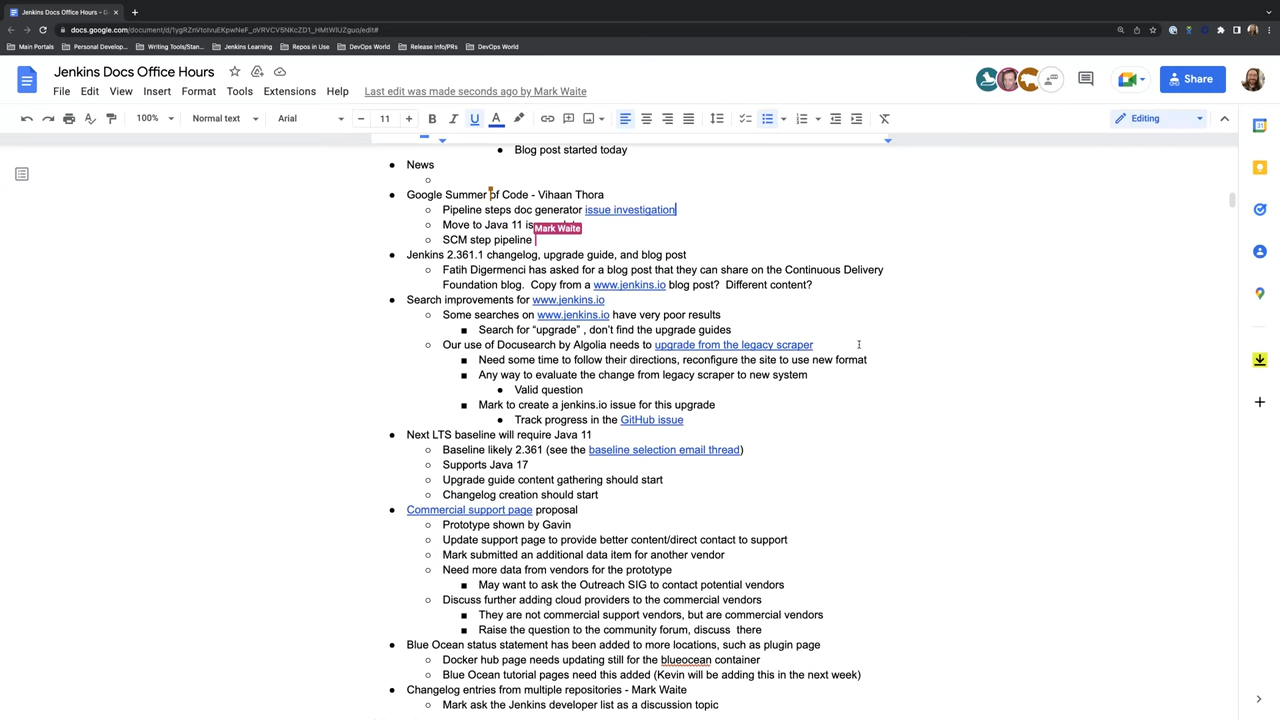 Jenkins Docs Office Hours - G
docs.google.com/document/d/1ygRZnVtoIvuEKpwNeF_oVRVCV5NKcZD1_HMtWIUZguo/edit#
Main Portals
Personal Develop...
Writing Tools/Stan...
Jenkins Learning
Repos in Use
DevOps World
Release Info/PRs
DevOps World
Jenkins Docs Office Hours
Share
File Edit View Insert Format Tools Extensions Help Last edit was made seconds ago by Mark Waite
100% Normal text Arial 11 Editing
Blog post started today
News
Google Summer of Code - Vihaan Thora
Pipeline steps doc generator issue investigation
Move to Java 11 is
Mark Waite
SCM step pipeline
Jenkins 2.361.1 changelog, upgrade guide, and blog post
Fatih Digermenci has asked for a blog post that they can share on the Continuous Delivery
Foundation blog. Copy from a www.jenkins.io blog post? Different content?
Search improvements for www.jenkins.io
Some searches on www.jenkins.io have very poor results
Search for “upgrade” , don’t find the upgrade guides
Our use of Docusearch by Algolia needs to upgrade from the legacy scraper
Need some time to follow their directions, reconfigure the site to use new format
Any way to evaluate the change from legacy scraper to new system
Valid question
Mark to create a jenkins.io issue for this upgrade
Track progress in the GitHub issue
Next LTS baseline will require Java 11
Baseline likely 2.361 (see the baseline selection email thread)
Supports Java 17
Upgrade guide content gathering should start
Changelog creation should start
Commercial support page proposal
Prototype shown by Gavin
Update support page to provide better content/direct contact to support
Mark submitted an additional data item for another vendor
Need more data from vendors for the prototype
May want to ask the Outreach SIG to contact potential vendors
Discuss further adding cloud providers to the commercial vendors
They are not commercial support vendors, but are commercial vendors
Raise the question to the community forum, discuss there
Blue Ocean status statement has been added to more locations, such as plugin page
Docker hub page needs updating still for the blueocean container
Blue Ocean tutorial pages need this added (Kevin will be adding this in the next week)
Changelog entries from multiple repositories - Mark Waite
Mark ask the Jenkins developer list as a discussion topic